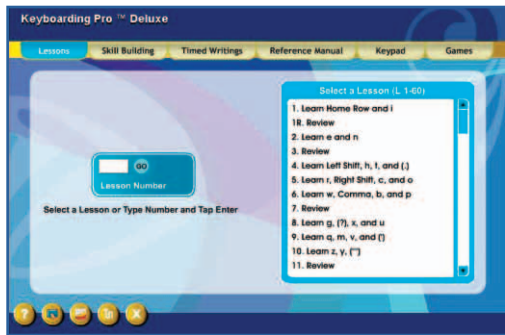 Keyboarding Pro ™ Deluxe
Lessons Skill Building Timed Writings Reference Manual Keypad Games
Select a Lesson (L 1-60)
1. Learn Home Row and i
1R. Review
2. Learn e and n
3. Review
4. Learn Left Shift, h, t, and (.)
5. Learn r, Right Shift, c, and o
6. Learn w, Comma, b, and p
7. Review
8. Learn g, (?), x, and u
9. Learn q, m, v, and (')
10. Learn z, y, (")
11. Review
GO
Lesson Number
Select a Lesson or Type Number and Tap Enter
?
X